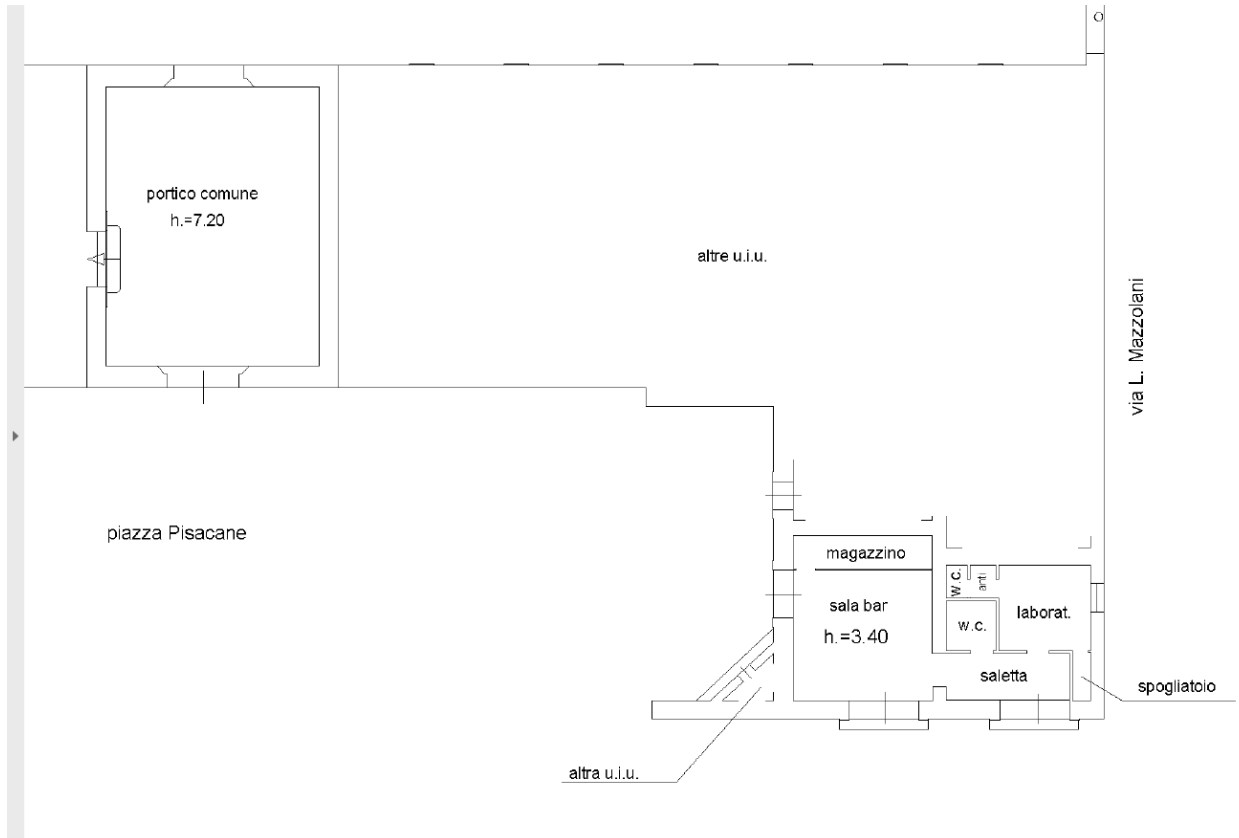 portico comune
h.=7.20
altre u.i.u.
via L. Mazzolani
piazza Pisacane
magazzino
sala bar
h.=3.40
w.c.
anti
w.c.
laborat.
saletta
spogliatoio
altra u.i.u.